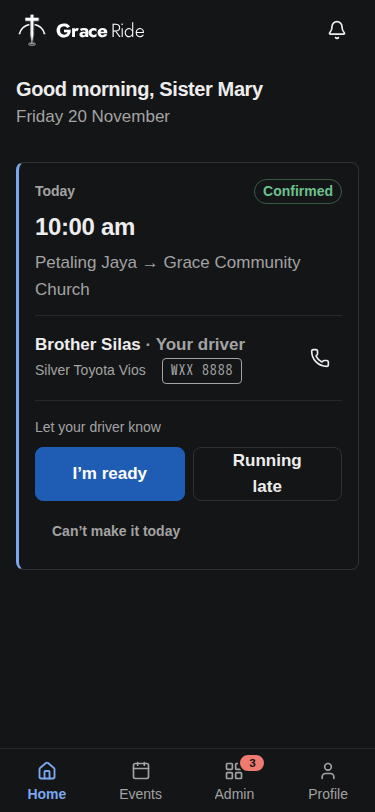 Grace Ride
Good morning, Sister Mary
Friday 20 November
Today
Confirmed
10:00 am
Petaling Jaya → Grace Community
Church
Brother Silas · Your driver
Silver Toyota Vios
WXX 8888
Let your driver know
I’m ready
Running
late
Can’t make it today
3
Home
Events
Admin
Profile